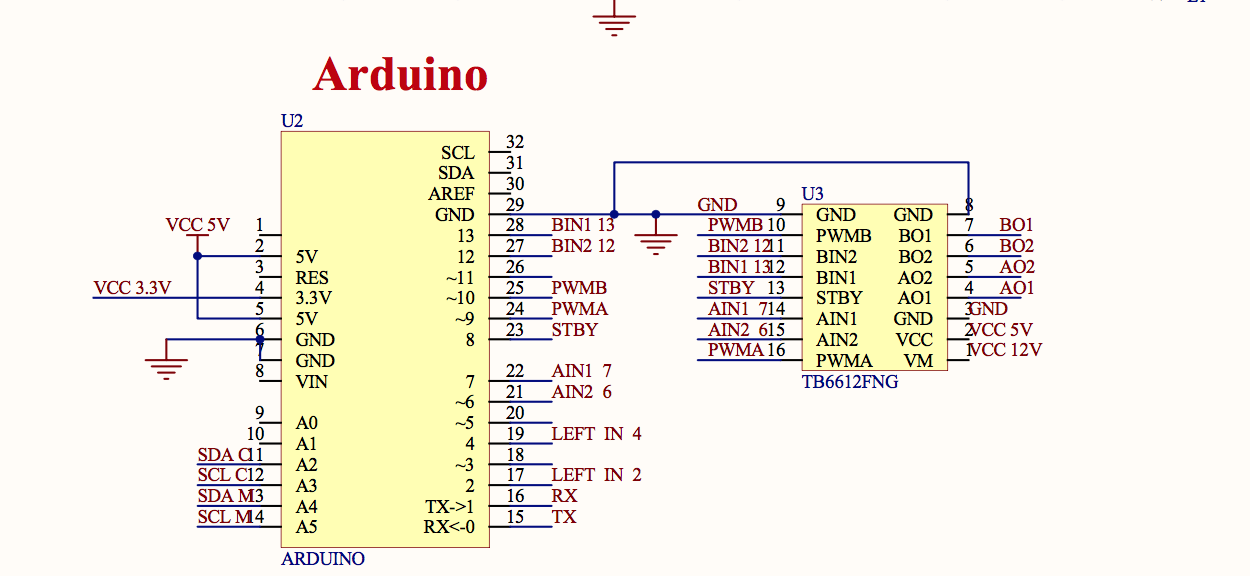 Arduino
U2
32
SCL
31
SDA
30
AREF
29
GND
VCC 5V
1
28
13
BIN1 13
2
5V
27
12
BIN2 12
3
RES
26
~11
VCC 3.3V
4
3.3V
25
~10
PWMB
5
5V
24
~9
PWMA
6
GND
23
8
STBY
7
GND
8
VIN
22
7
AIN1 7
21
~6
AIN2 6
9
A0
20
~5
10
A1
19
4
LEFT IN 4
SDA C
11
A2
18
~3
SCL C
12
A3
17
2
LEFT IN 2
SDA M
13
A4
16
TX->1
RX
SCL M
14
A5
15
RX<-0
TX
ARDUINO
U3
GND
9
GND
GND
8
PWMB
10
PWMB
BO1
7
BO1
BIN2 12
11
BIN2
BO2
6
BO2
BIN1 13
12
BIN1
AO2
5
AO2
STBY
13
STBY
AO1
4
AO1
AIN1 7
14
AIN1
GND
3
GND
AIN2 6
15
AIN2
VCC
2
VCC 5V
PWMA
16
PWMA
VM
1
VCC 12V
TB6612FNG